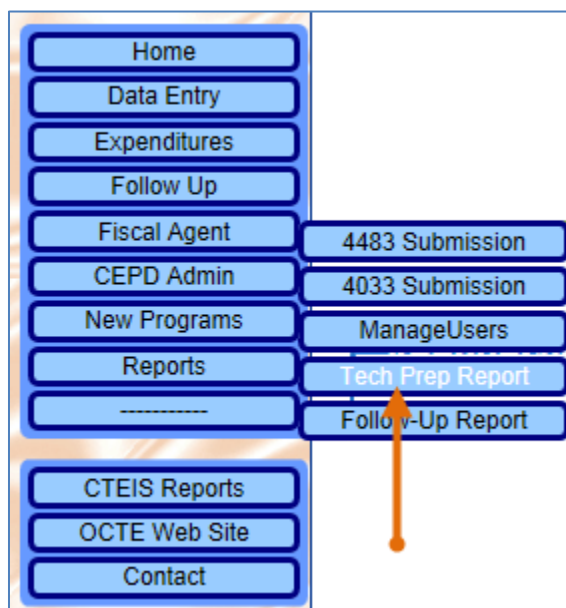 Home
Data Entry
Expenditures
Follow Up
Fiscal Agent
CEPD Admin
New Programs
Reports
-----------
4483 Submission
4033 Submission
ManageUsers
Tech Prep Report
Follow-Up Report
CTEIS Reports
OCTE Web Site
Contact